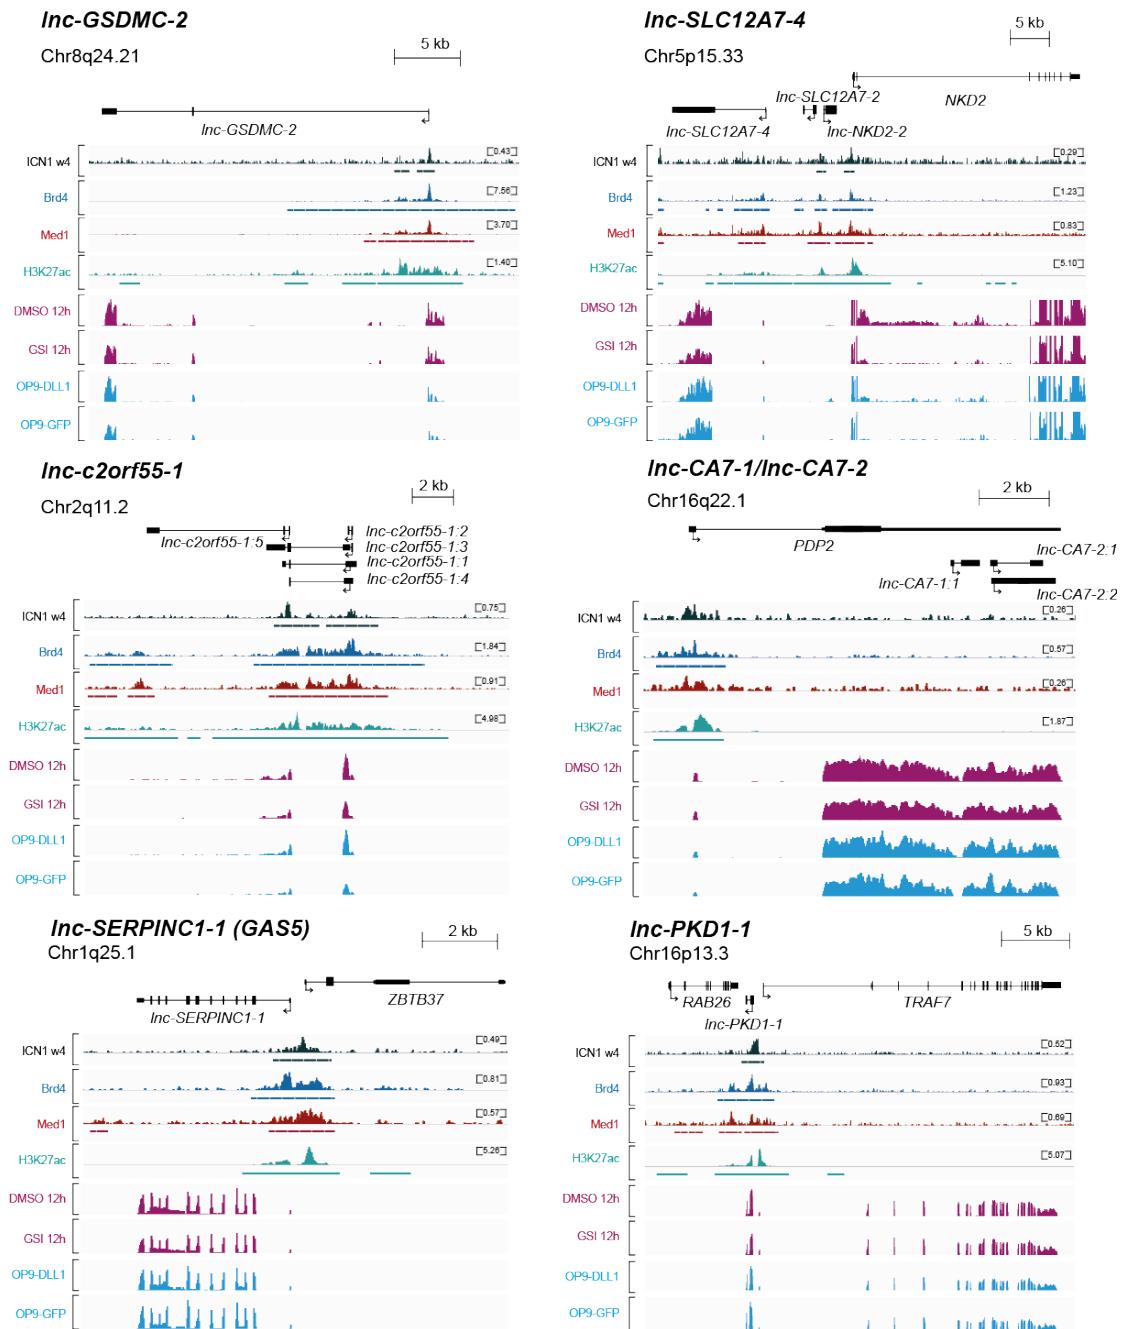 lnc-GSDMC-2
Chr8q24.21
5 kb
lnc-GSDMC-2
ICN1 w4
[0.43]
Brd4
[7.56]
Med1
[3.70]
H3K27ac
[1.40]
DMSO 12h
GSI 12h
OP9-DLL1
OP9-GFP
lnc-SLC12A7-4
Chr5p15.33
5 kb
lnc-SLC12A7-2
NKD2
lnc-SLC12A7-4
lnc-NKD2-2
ICN1 w4
[0.29]
Brd4
[1.23]
Med1
[0.83]
H3K27ac
[5.10]
DMSO 12h
GSI 12h
OP9-DLL1
OP9-GFP
lnc-c2orf55-1
Chr2q11.2
2 kb
lnc-c2orf55-1:2
lnc-c2orf55-1:5
lnc-c2orf55-1:3
lnc-c2orf55-1:1
lnc-c2orf55-1:4
ICN1 w4
[0.75]
Brd4
[1.84]
Med1
[0.91]
H3K27ac
[4.98]
DMSO 12h
GSI 12h
OP9-DLL1
OP9-GFP
lnc-CA7-1/lnc-CA7-2
Chr16q22.1
2 kb
PDP2
lnc-CA7-2:1
lnc-CA7-1:1
lnc-CA7-2:2
ICN1 w4
[0.26]
Brd4
[0.57]
Med1
[0.26]
H3K27ac
[1.87]
DMSO 12h
GSI 12h
OP9-DLL1
OP9-GFP
lnc-SERPINC1-1 (GAS5)
Chr1q25.1
2 kb
ZBTB37
lnc-SERPINC1-1
ICN1 w4
[0.49]
Brd4
[0.81]
Med1
[0.57]
H3K27ac
[5.26]
DMSO 12h
GSI 12h
OP9-DLL1
OP9-GFP
lnc-PKD1-1
Chr16p13.3
5 kb
RAB26
TRAF7
lnc-PKD1-1
ICN1 w4
[0.52]
Brd4
[0.93]
Med1
[0.69]
H3K27ac
[5.07]
DMSO 12h
GSI 12h
OP9-DLL1
OP9-GFP